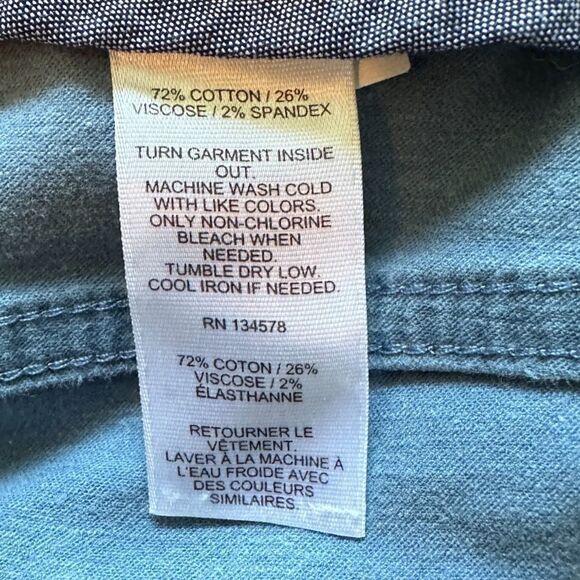 72% COTTON / 26%
VISCOSE / 2% SPANDEX
TURN GARMENT INSIDE
OUT.
MACHINE WASH COLD
WITH LIKE COLORS.
ONLY NON-CHLORINE
BLEACH WHEN
NEEDED.
TUMBLE DRY LOW.
COOL IRON IF NEEDED.
RN 134578
72% COTON / 26%
VISCOSE / 2%
ÉLASTHANNE
RETOURNER LE
VÊTEMENT.
LAVER À LA MACHINE À
L'EAU FROIDE AVEC
DES COULEURS
SIMILAIRES.